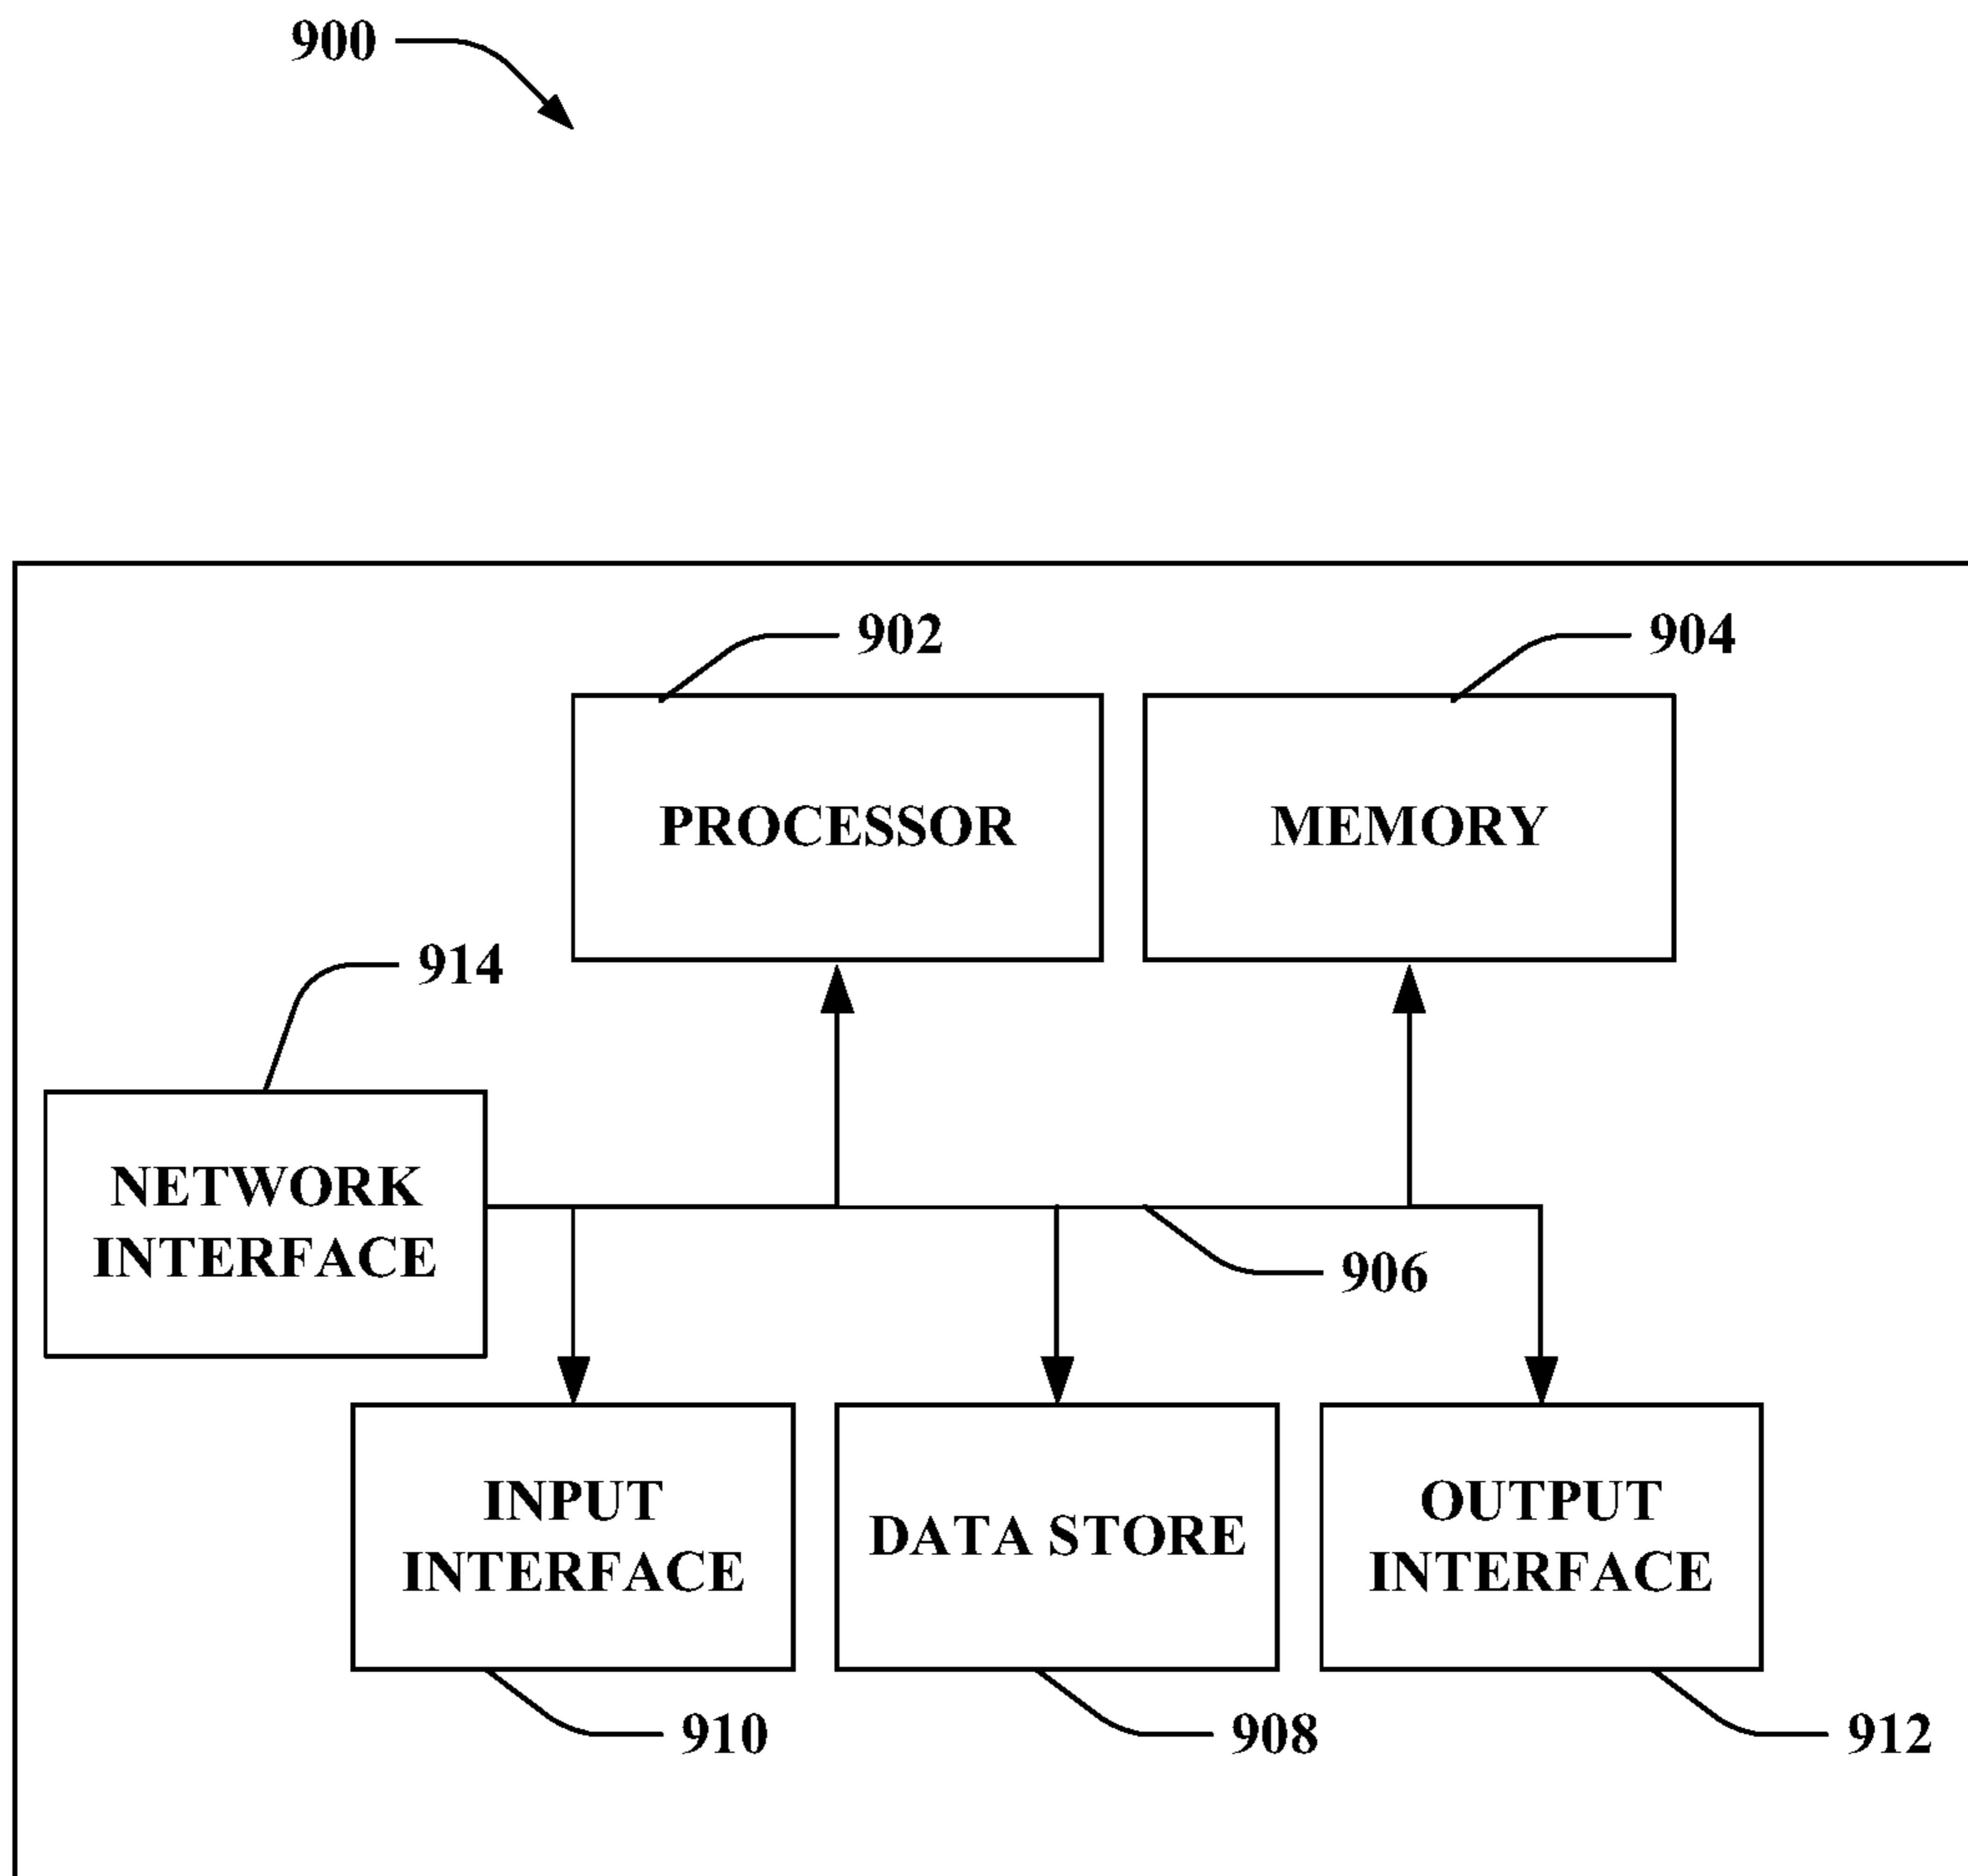 900
902
904
PROCESSOR
MEMORY
914
NETWORK
INTERFACE
906
INPUT
INTERFACE
DATA STORE
OUTPUT
INTERFACE
910
908
912